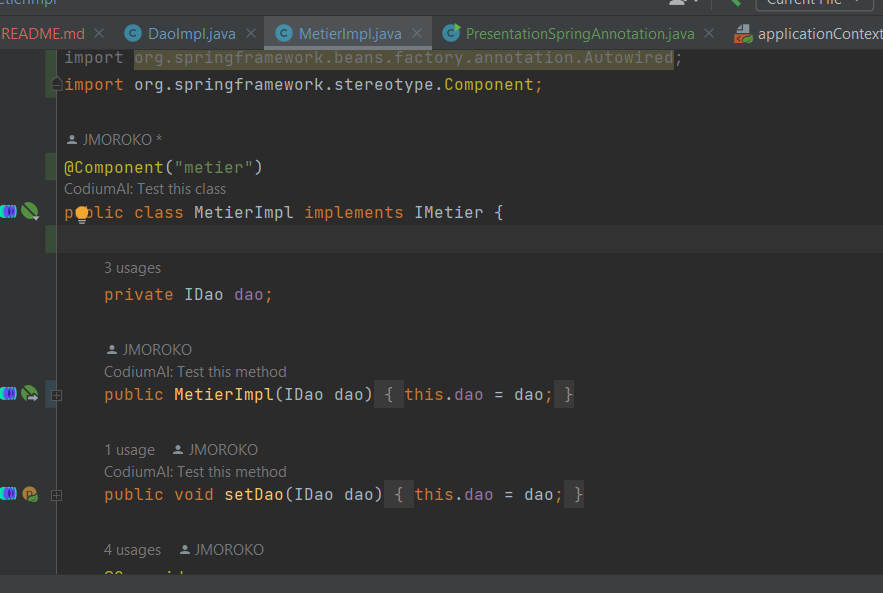 Current File
README.md DaoImpl.java MetierImpl.java PresentationSpringAnnotation.java applicationContext
import org.springframework.beans.factory.annotation.Autowired;
import org.springframework.stereotype.Component;
JMOROKO *
@Component("metier")
CodiumAI: Test this class
public class MetierImpl implements IMetier {
3 usages
private IDao dao;
JMOROKO
CodiumAI: Test this method
public MetierImpl(IDao dao) { this.dao = dao; }
1 usage JMOROKO
CodiumAI: Test this method
public void setDao(IDao dao) { this.dao = dao; }
4 usages JMOROKO